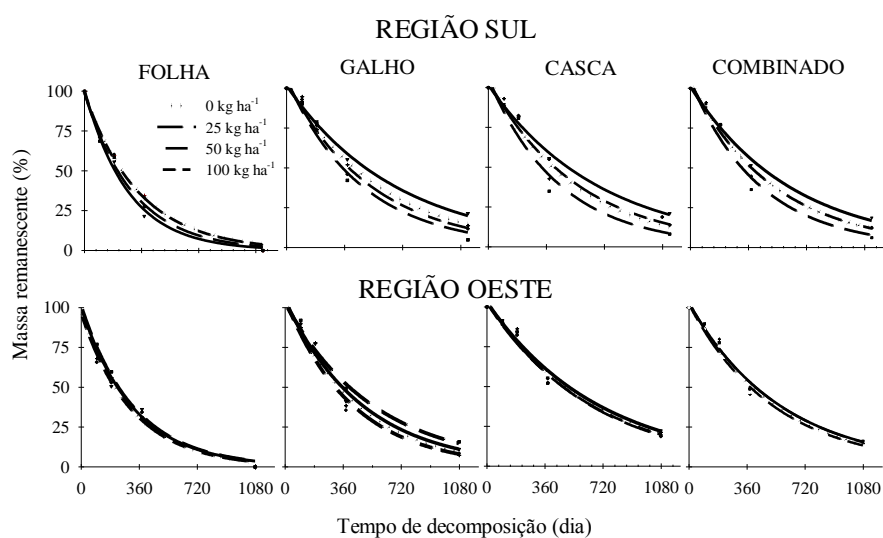 REGIÃO SUL
FOLHA GALHO CASCA COMBINADO
100
75
50
25
0
0 kg ha⁻¹
25 kg ha⁻¹
50 kg ha⁻¹
100 kg ha⁻¹
Massa remanescente (%)
REGIÃO OESTE
100
75
50
25
0
0 360 720 1080 0 360 720 1080 0 360 720 1080 0 360 720 1080
Tempo de decomposição (dia)